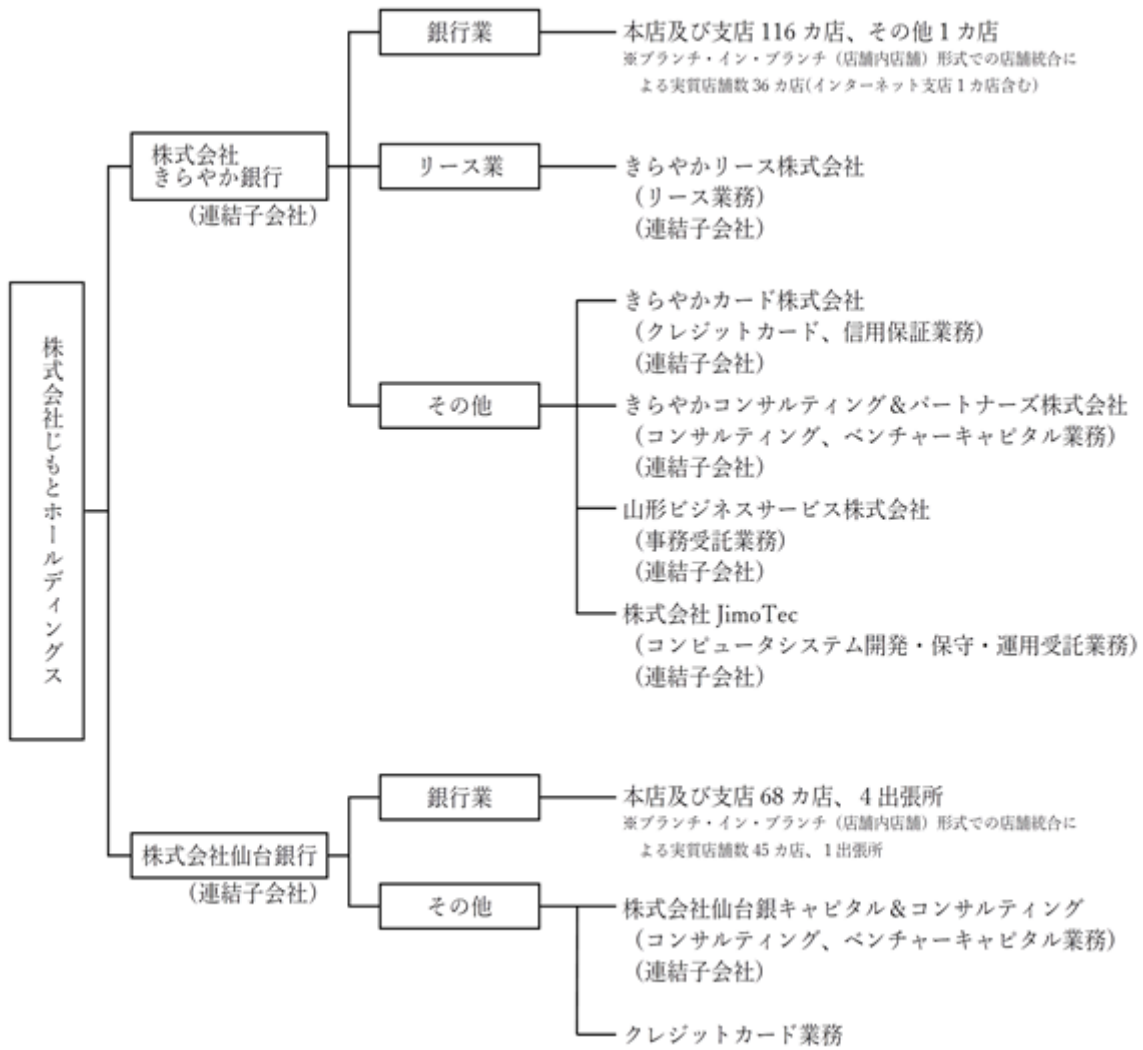 株式会社じもとホールディングス
株式会社
きらやか銀行
（連結子会社）
銀行業
本店及び支店 116 カ店、その他 1 カ店
※ブランチ・イン・ブランチ（店舗内店舗）形式での店舗統合に
よる実質店舗数 36 カ店(インターネット支店 1 カ店含む)
リース業
きらやかリース株式会社
（リース業務）
（連結子会社）
その他
きらやかカード株式会社
（クレジットカード、信用保証業務）
（連結子会社）
きらやかコンサルティング＆パートナーズ株式会社
（コンサルティング、ベンチャーキャピタル業務）
（連結子会社）
山形ビジネスサービス株式会社
（事務受託業務）
（連結子会社）
株式会社 JimoTec
（コンピュータシステム開発・保守・運用受託業務）
（連結子会社）
株式会社仙台銀行
（連結子会社）
銀行業
本店及び支店 68 カ店、 4 出張所
※ブランチ・イン・ブランチ（店舗内店舗）形式での店舗統合に
よる実質店舗数 45 カ店、 1 出張所
その他
株式会社仙台銀キャピタル＆コンサルティング
（コンサルティング、ベンチャーキャピタル業務）
（連結子会社）
クレジットカード業務